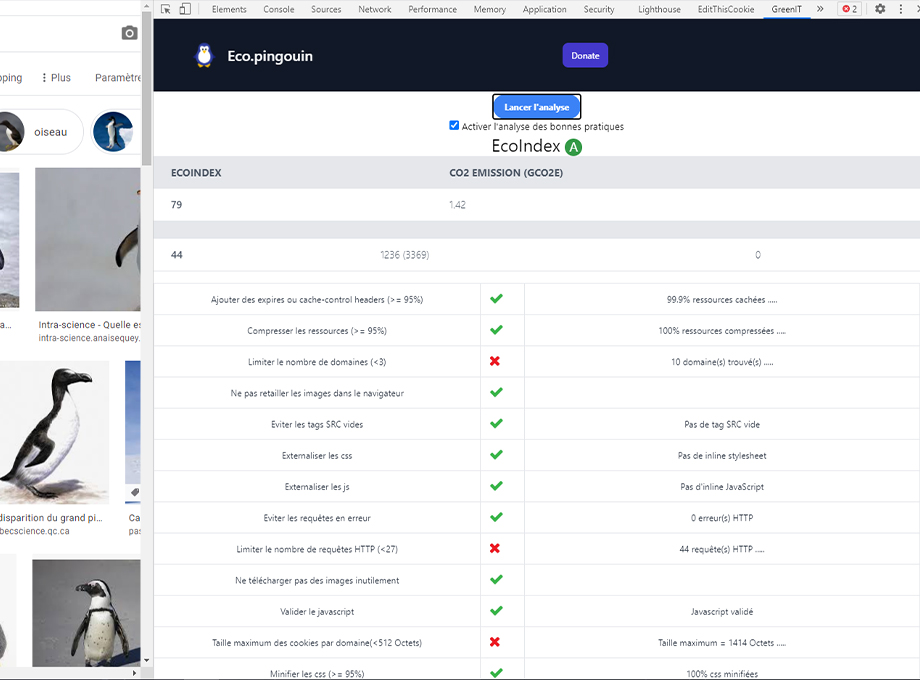 Elements Console Sources Network Performance Memory Application Security Lighthouse EditThisCookie GreenIT » 2
Eco.pingouin
Donate
Plus
Paramètre
oiseau
Intra-science - Quelle es
intra-science.anaisequey.
disparition du grand pi...
becscience.qc.ca
Ca
pas
Lancer l'analyse
Activer l'analyse des bonnes pratiques
EcoIndex A
ECOINDEX CO2 EMISSION (GCO2E)
79 1.42
44 1236 (3369) 0
Ajouter des expires ou cache-control headers (>= 95%) 99.9% ressources cachées .....
Compresser les ressources (>= 95%) 100% ressources compressées .....
Limiter le nombre de domaines (<3) 10 domaine(s) trouvé(s) .....
Ne pas retailler les images dans le navigateur
Eviter les tags SRC vides Pas de tag SRC vide
Externaliser les css Pas de inline stylesheet
Externaliser les js Pas d'inline JavaScript
Eviter les requêtes en erreur 0 erreur(s) HTTP
Limiter le nombre de requêtes HTTP (<27) 44 requête(s) HTTP .....
Ne télécharger pas des images inutilement
Valider le javascript Javascript validé
Taille maximum des cookies par domaine(<512 Octets) Taille maximum = 1414 Octets .....
Minifier les css (>= 95%) 100% css minifiées